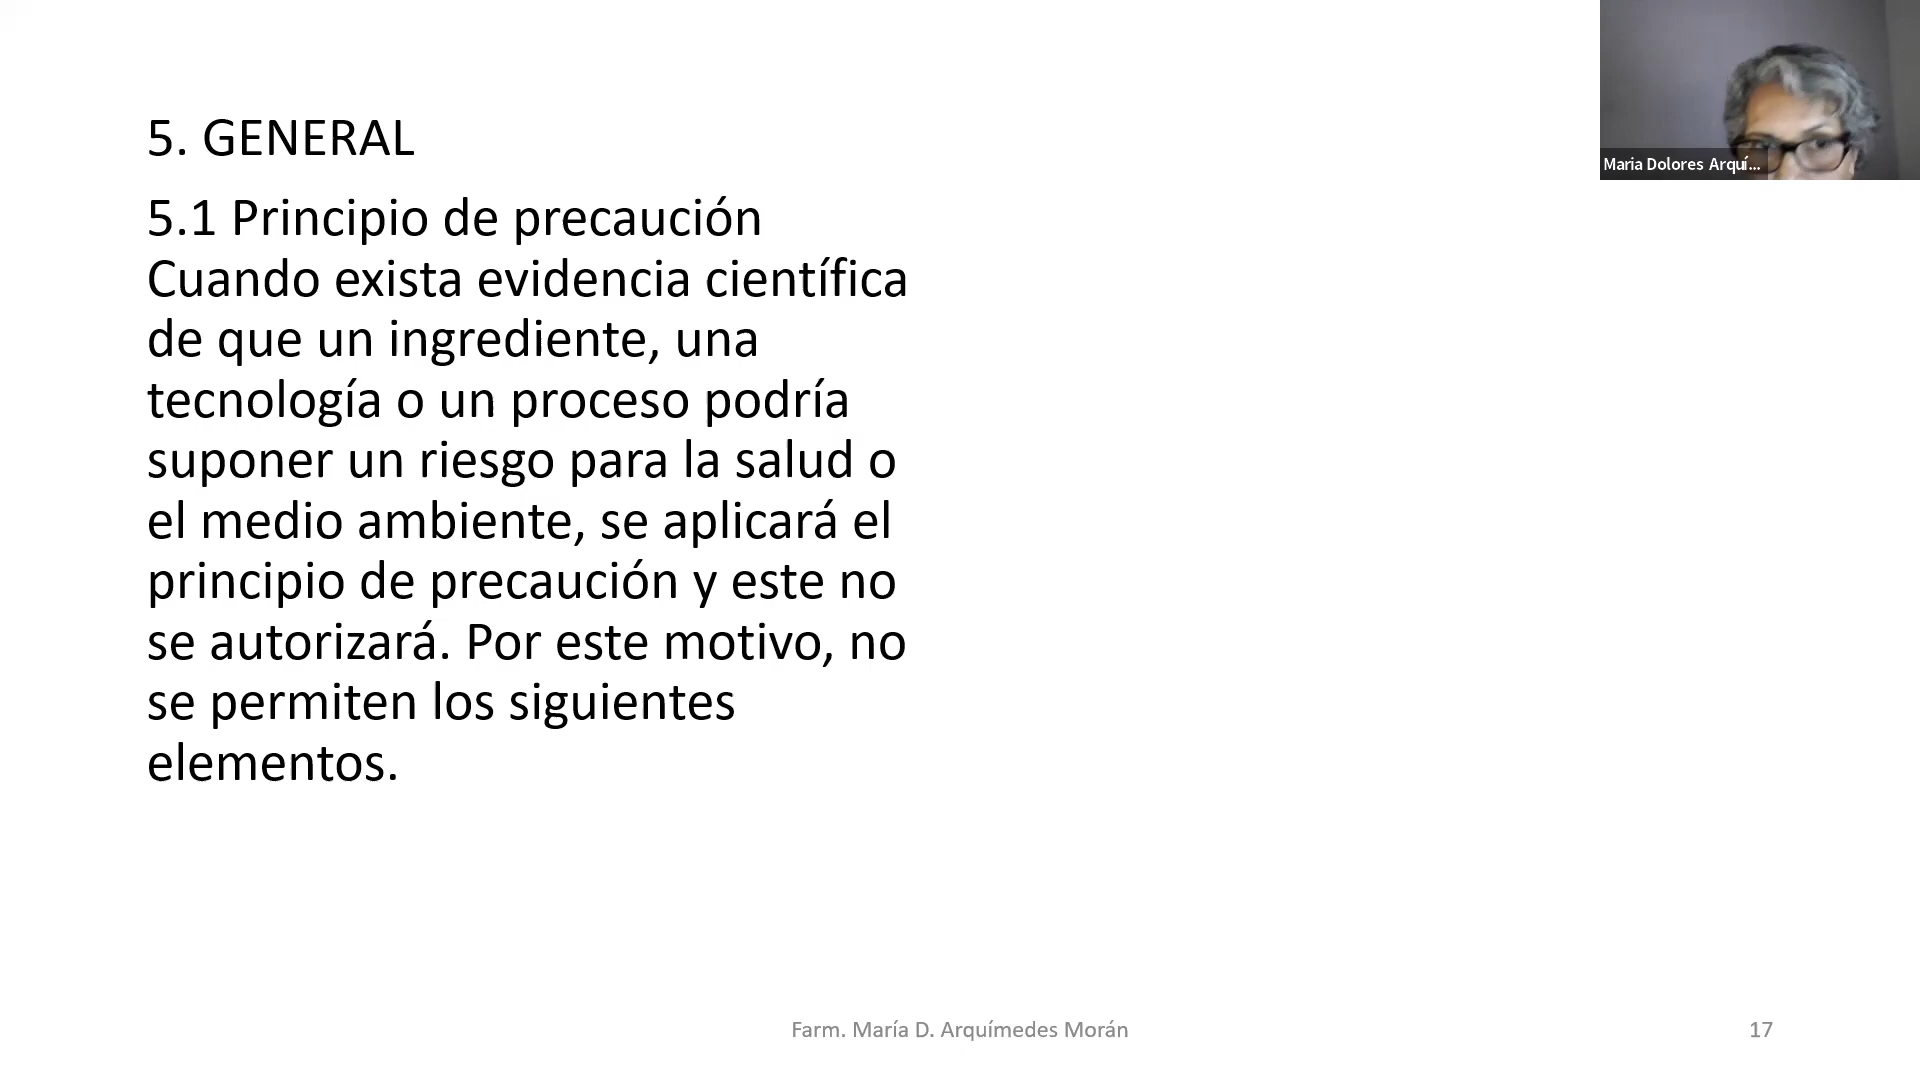 5. GENERAL
5.1 Principio de precaución
Cuando exista evidencia científica
de que un ingrediente, una
tecnología o un proceso podría
suponer un riesgo para la salud o
el medio ambiente, se aplicará el
principio de precaución y este no
se autorizará. Por este motivo, no
se permiten los siguientes
elementos.
Maria Dolores Arquí...
Farm. María D. Arquímedes Morán
17